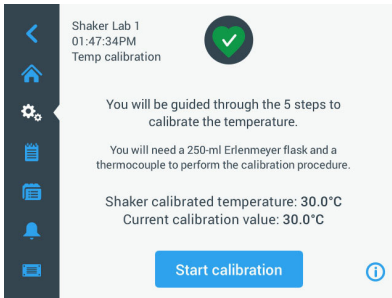 Shaker Lab 1
01:47:34PM
Temp calibration
You will be guided through the 5 steps to
calibrate the temperature.
You will need a 250-ml Erlenmeyer flask and a
thermocouple to perform the calibration procedure.
Shaker calibrated temperature: 30.0°C
Current calibration value: 30.0°C
Start calibration